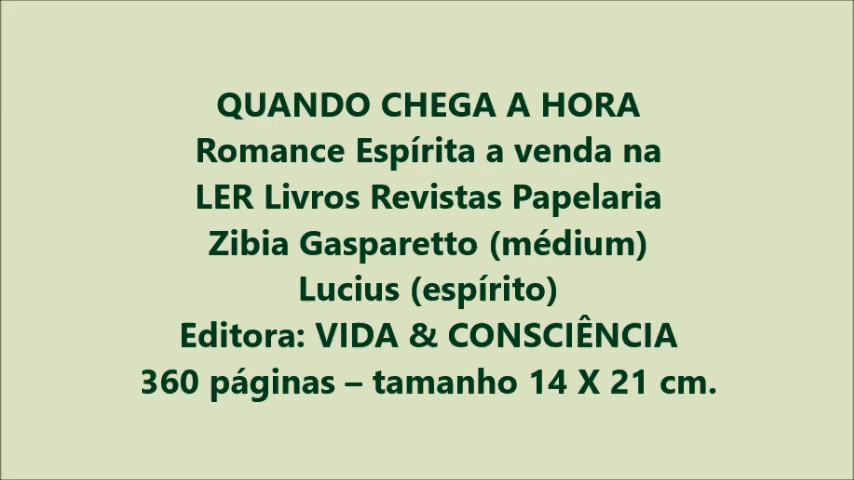 QUANDO CHEGA A HORA
Romance Espírita a venda na
LER Livros Revistas Papelaria
Zibia Gasparetto (médium)
Lucius (espírito)
Editora: VIDA & CONSCIÊNCIA
360 páginas – tamanho 14 X 21 cm.